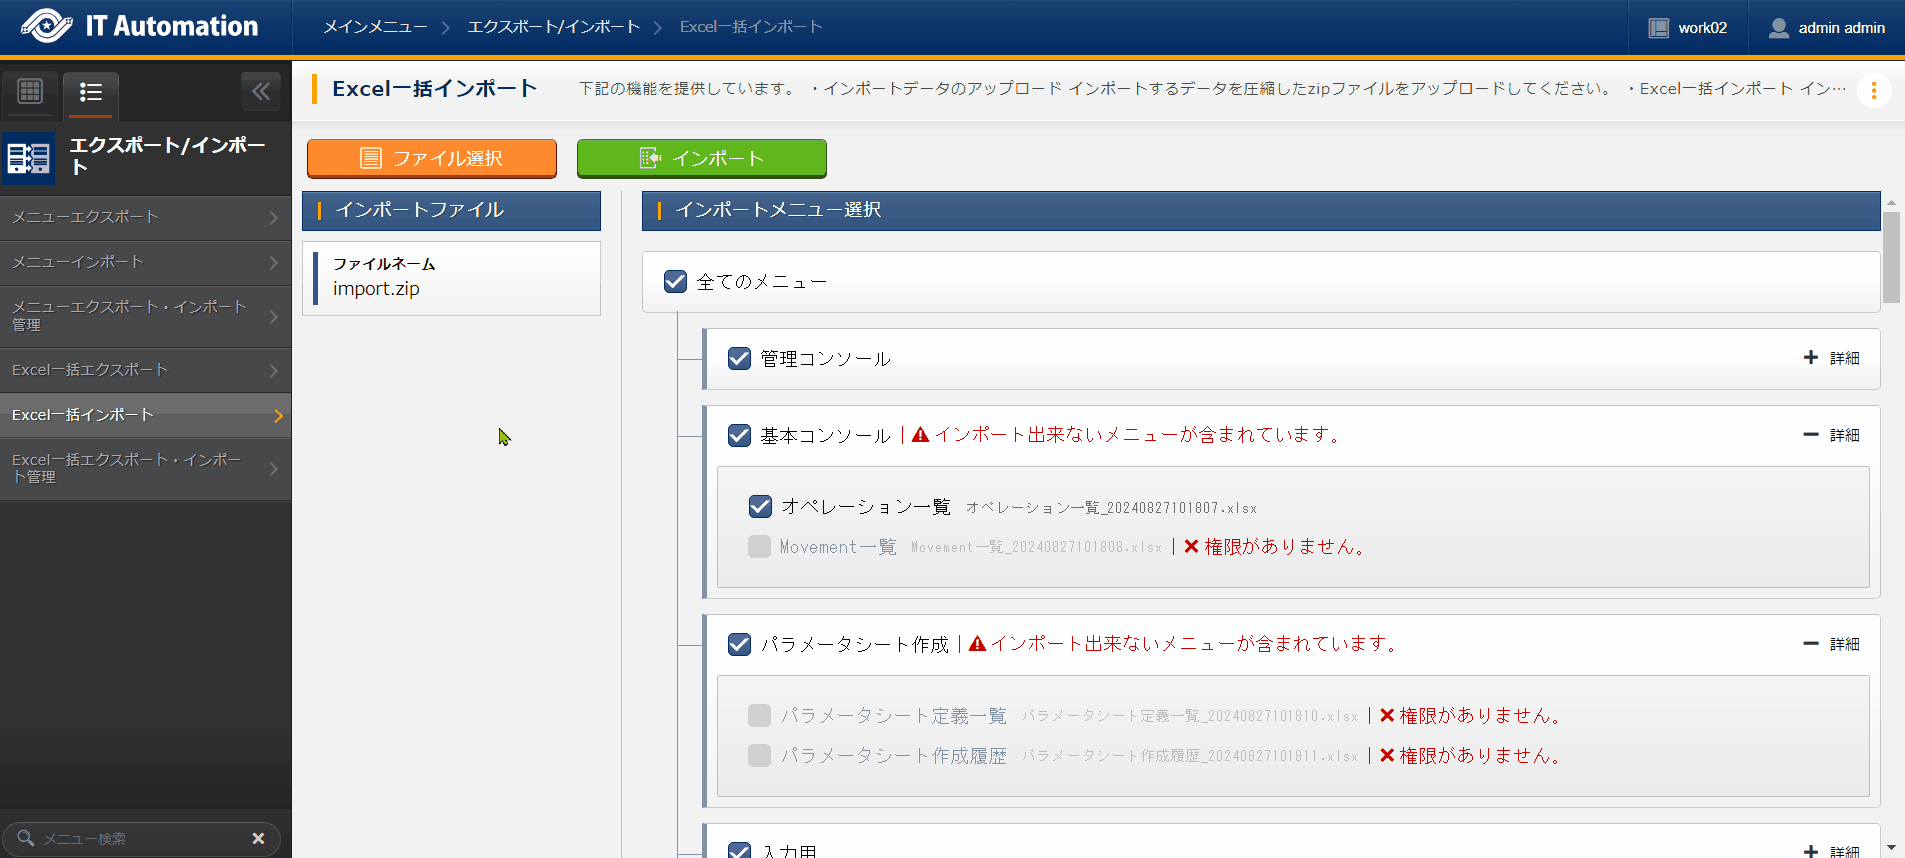 IT Automation
メインメニュー
エクスポート/インポート
Excel一括インポート
work02
admin admin
エクスポート/インポー
ト
メニューエクスポート
メニューインポート
メニューエクスポート・インポート
管理
Excel一括エクスポート
Excel一括インポート
Excel一括エクスポート・インポー
ト管理
メニュー検索
Excel一括インポート
下記の機能を提供しています。 ・インポートデータのアップロード インポートするデータを圧縮したzipファイルをアップロードしてください。 ・Excel一括インポート イン…
ファイル選択
インポート
インポートファイル
ファイルネーム
import.zip
インポートメニュー選択
全てのメニュー
管理コンソール
詳細
基本コンソール | インポート出来ないメニューが含まれています。
詳細
オペレーション一覧 オペレーション一覧_20240827101807.xlsx
Movement一覧 Movement一覧_20240827101808.xlsx | 権限がありません。
パラメータシート作成 | インポート出来ないメニューが含まれています。
詳細
パラメータシート定義一覧 パラメータシート定義一覧_20240827101810.xlsx | 権限がありません。
パラメータシート作成履歴 パラメータシート作成履歴_20240827101811.xlsx | 権限がありません。
入力用
詳細